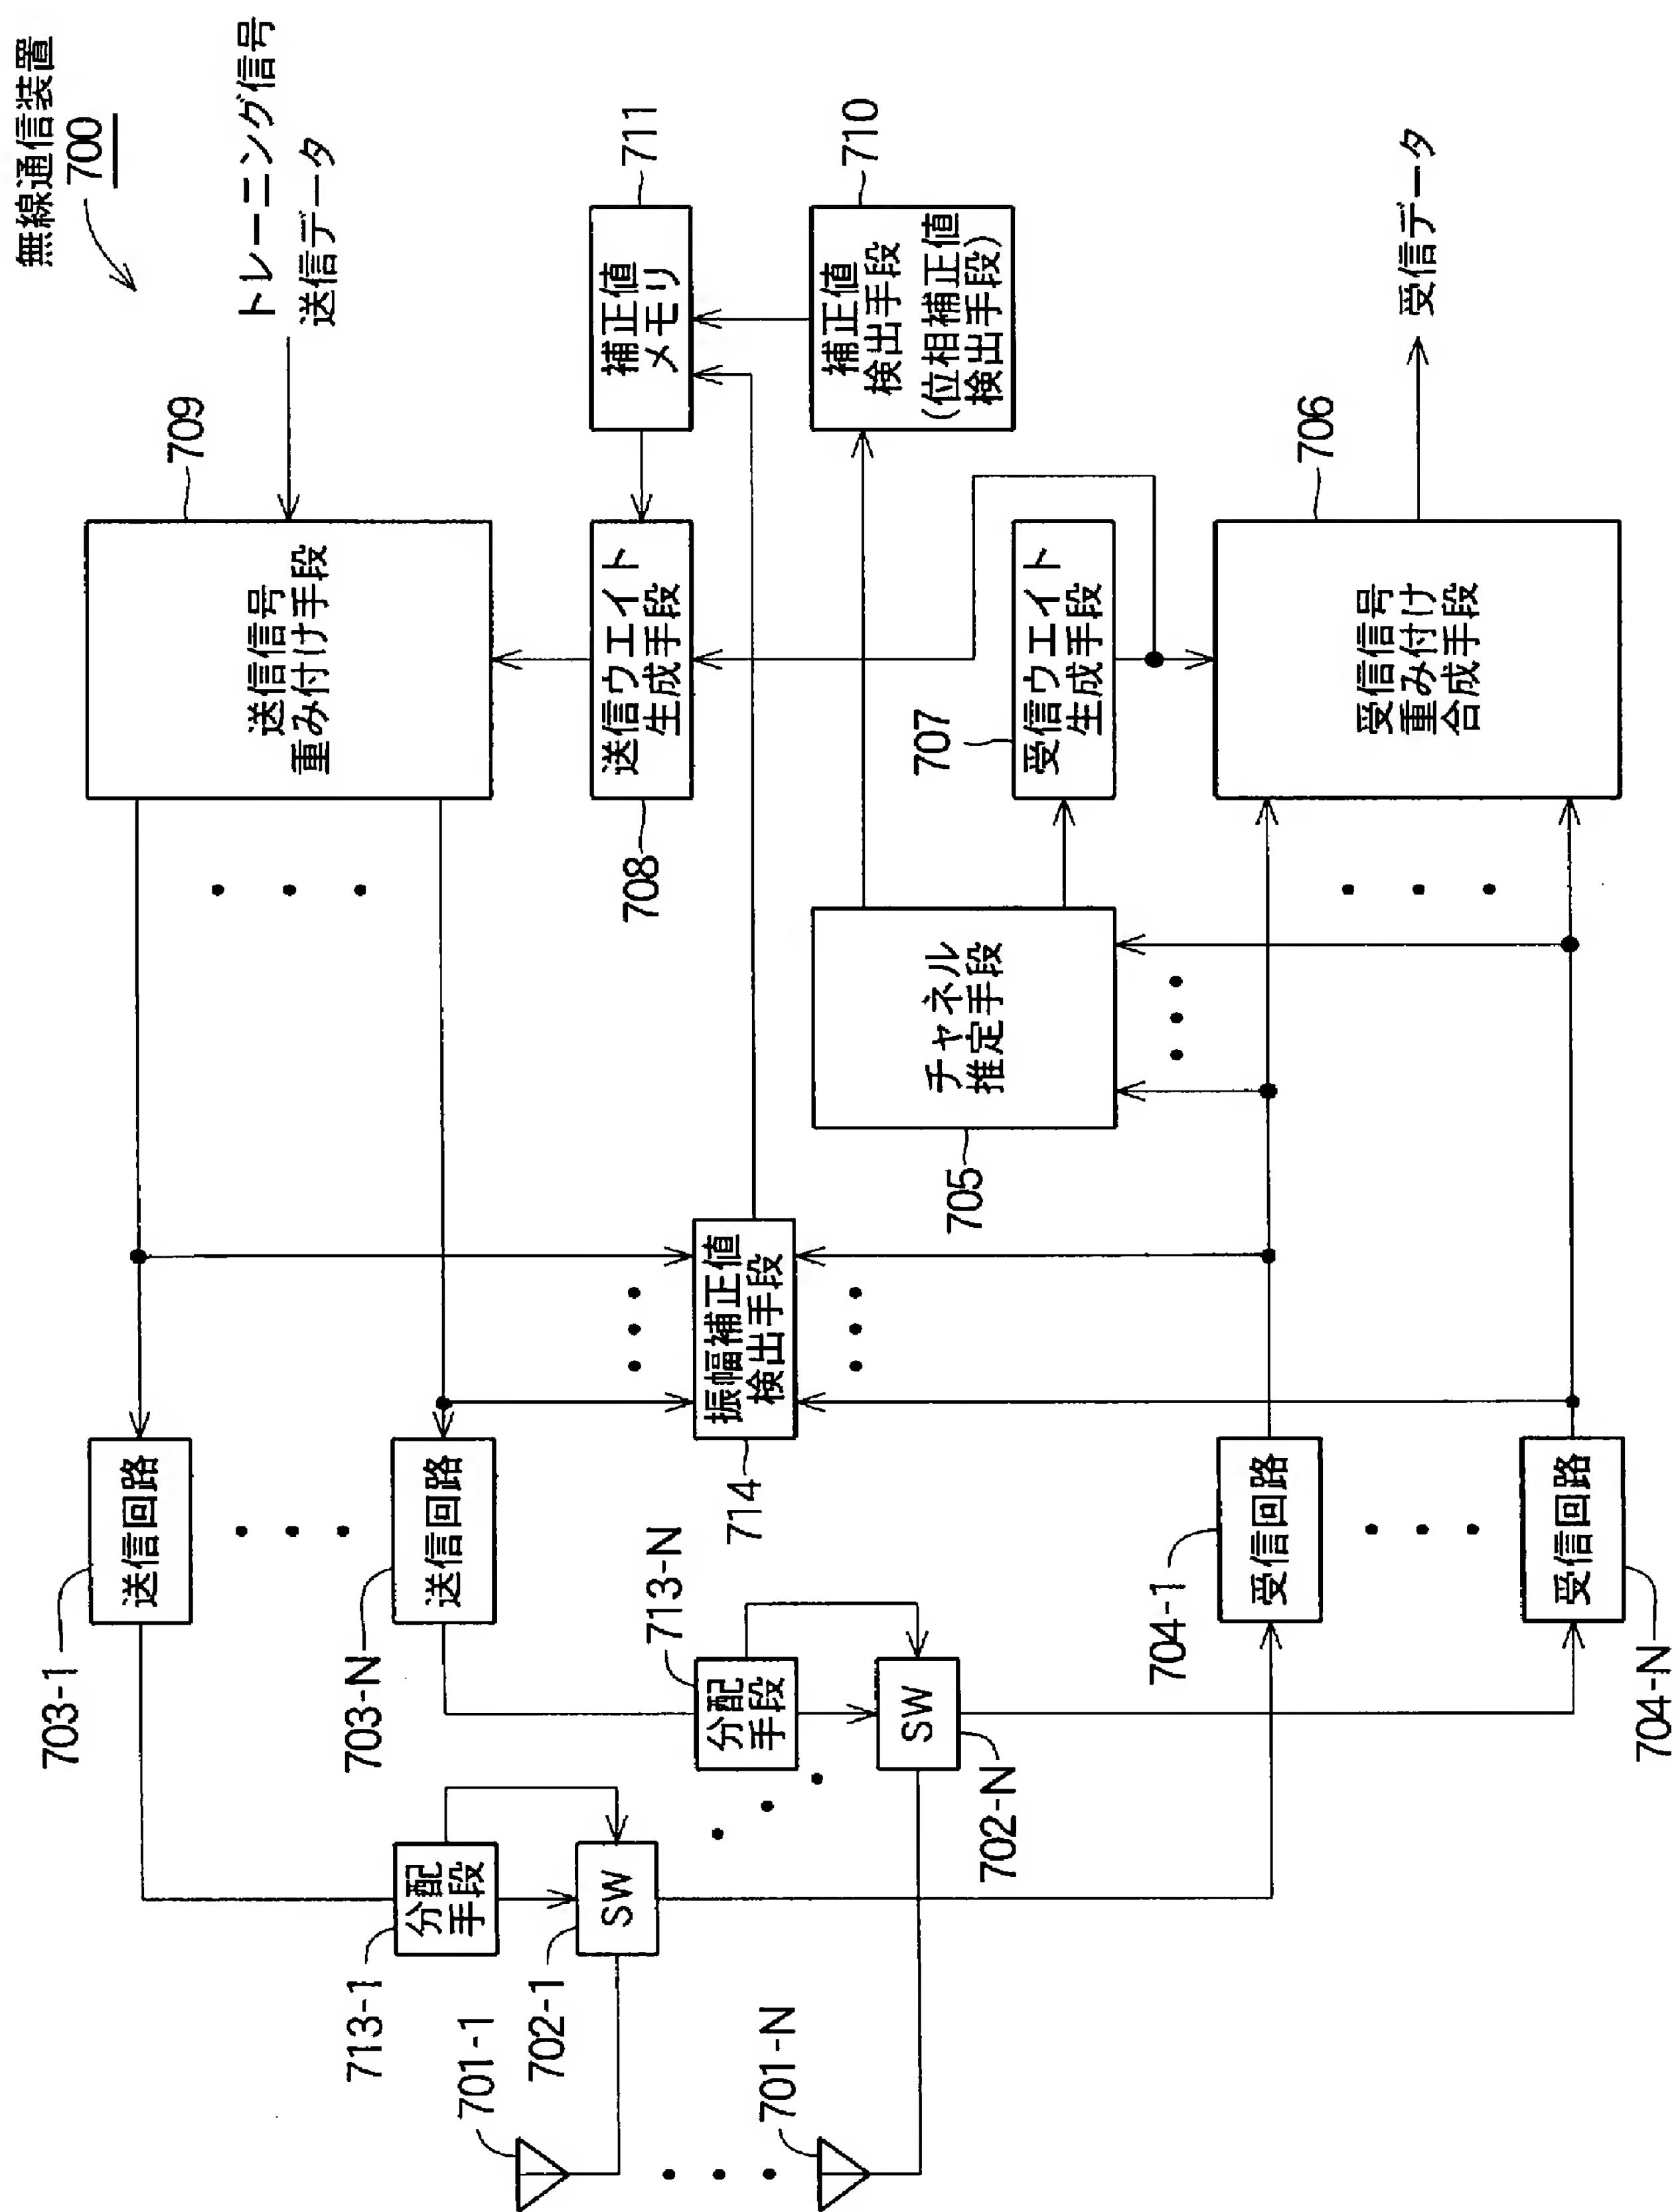 無線通信装置
700
トレーニング信号
送信データ
709
送信信号
重み付け手段
711
補正値
メモリ
710
補正値
検出手段
(位相補正値
検出手段)
708
送信ウエイト
生成手段
707
受信ウエイト
生成手段
706
受信信号
重み付け
合成手段
受信データ
705
チャネル
推定手段
714
振幅補正値
検出手段
703-1
送信回路
703-N
送信回路
704-1
受信回路
704-N
受信回路
713-1
分配
手段
713-N
分配
手段
702-1
SW
702-N
SW
701-1
701-N